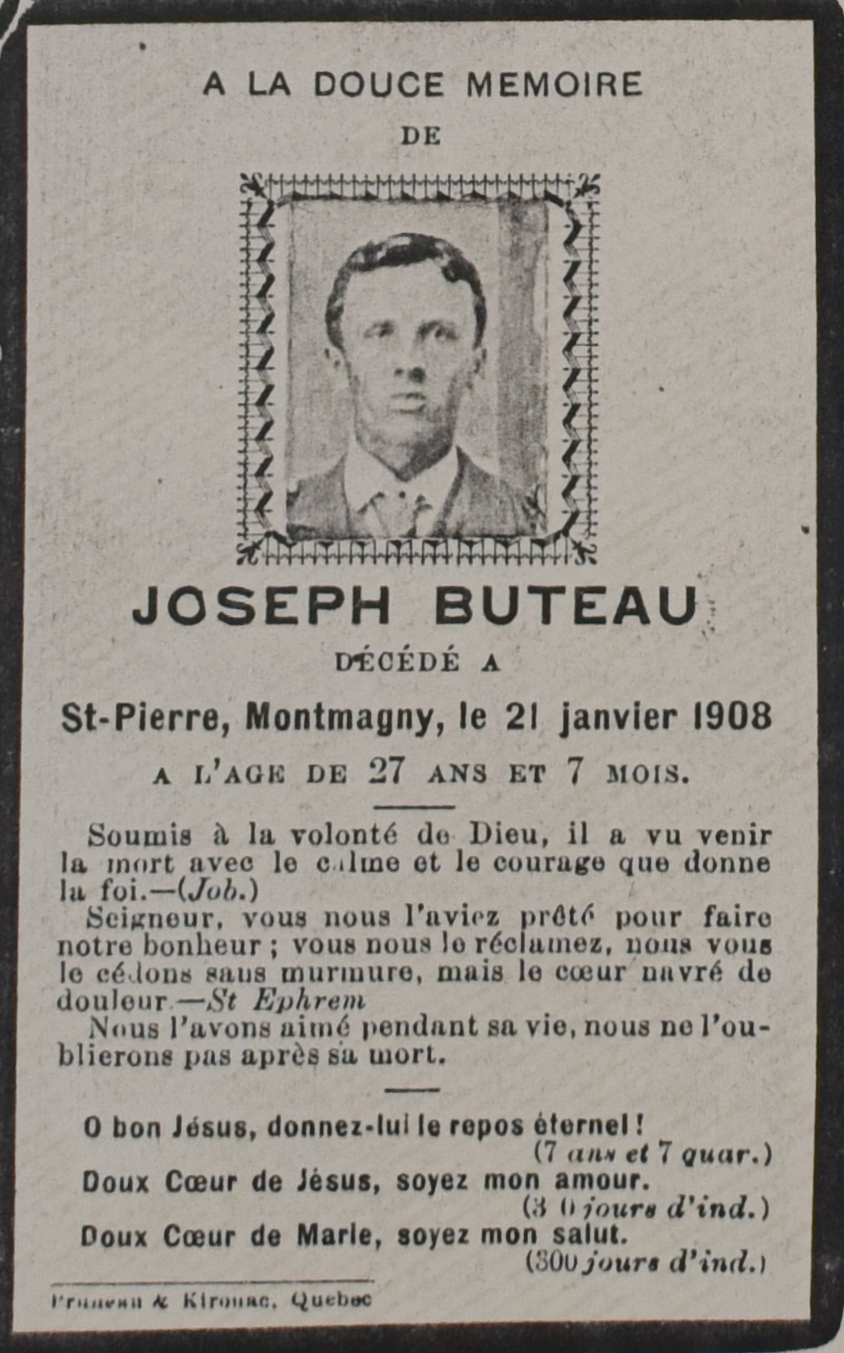 A LA DOUCE MEMOIRE
DE
JOSEPH BUTEAU
DÉCÉDÉ A
St-Pierre, Montmagny, le 21 janvier 1908
A L'AGE DE 27 ANS ET 7 MOIS.
Soumis à la volonté de Dieu, il a vu venir
la mort avec le calme et le courage que donne
la foi.—(Job.)
Seigneur, vous nous l'aviez prêté pour faire
notre bonheur ; vous nous le réclamez, nous vous
le cédons sans murmure, mais le cœur navré de
douleur.—St Ephrem
Nous l'avons aimé pendant sa vie, nous ne l'ou-
blierons pas après sa mort.
O bon Jésus, donnez-lui le repos éternel !
(7 ans et 7 quar.)
Doux Cœur de Jèsus, soyez mon amour.
(3 0 jours d'ind.)
Doux Cœur de Marie, soyez mon salut.
(300 jours d'ind.)
Pruneau & Kirouac, Quebec